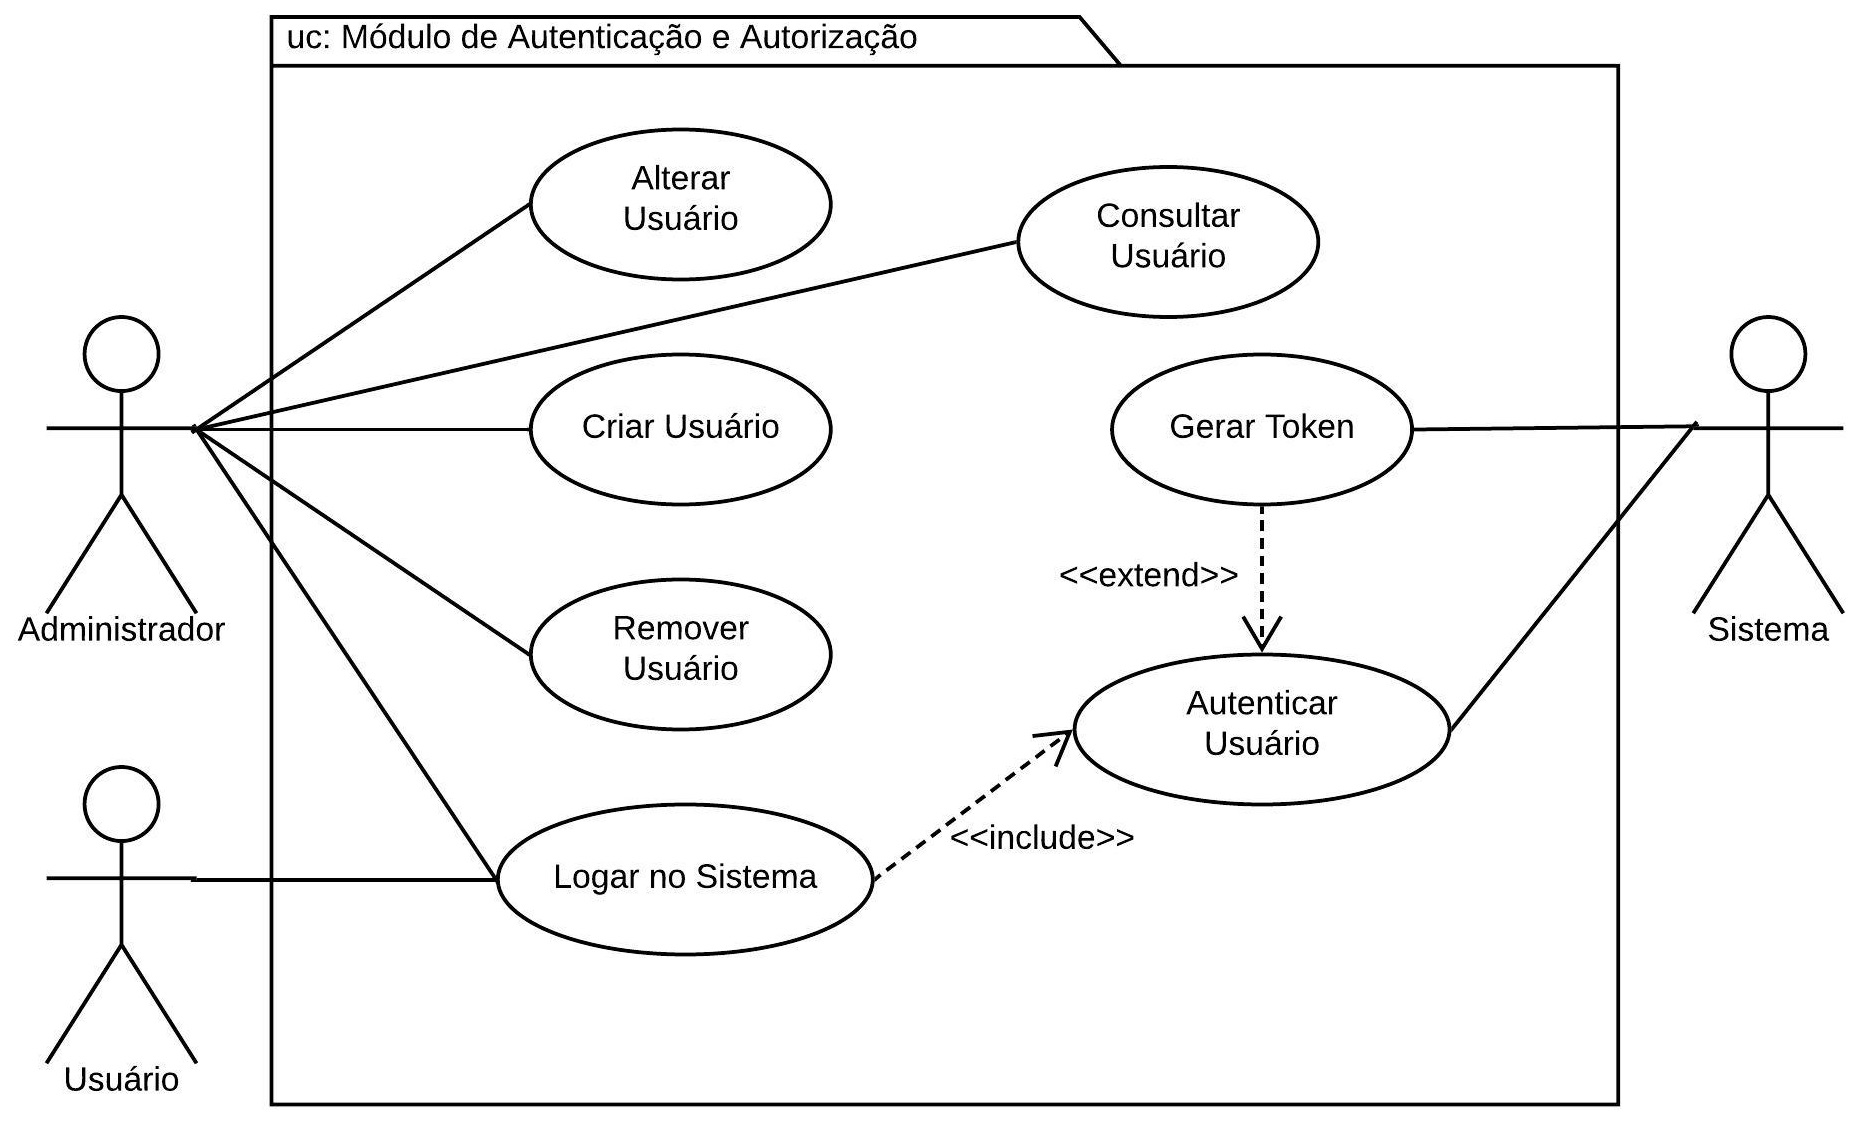 uc: Módulo de Autenticação e Autorização
Alterar
Usuário
Consultar
Usuário
Criar Usuário
Gerar Token
<<extend>>
Administrador
Remover
Usuário
Sistema
Autenticar
Usuário
<<include>>
Logar no Sistema
Usuário